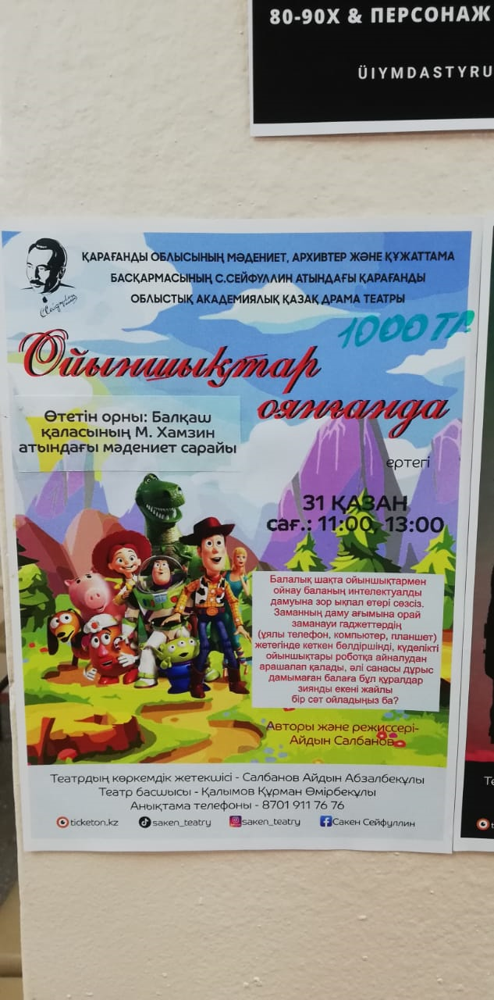 80-90Х & ПЕРСОНАЖ
ÜIYMDASTYRU
ҚАРАҒАНДЫ ОБЛЫСЫНЫҢ МӘДЕНИЕТ, АРХИВТЕР ЖӘНЕ ҚҰЖАТТАМА
БАСҚАРМАСЫНЫҢ С.СЕЙФУЛЛИН АТЫНДАҒЫ ҚАРАҒАНДЫ
ОБЛЫСТЫҚ АКАДЕМИЯЛЫҚ ҚАЗАҚ ДРАМА ТЕАТРЫ
1000 ТГ
Ойыншықтар
оянғанда
Өтетін орны: Балқаш
қаласының М. Хамзин
атындағы мәдениет сарайы
ертегі
31 ҚАЗАН
сағ.: 11:00, 13:00
Балалық шақта ойыншықтармен
ойнау баланың интелектуалды
дамуына зор ықпал етері сөзсіз.
Заманның даму ағымына орай
заманауи гаджеттердің
(ұялы телефон, компьютер, планшет)
жетегінде кеткен бөлдіршінді, күделікті
ойыншықтары роботқа айналудан
арашалап қалады, әлі санасы дұрыс
дамымаған балаға бұл құралдар
зиянды екені жайлы
бір сәт ойладыңыз ба?
Авторы және режиссері-
Айдын Салбанов
Театрдың көркемдік жетекшісі - Салбанов Айдын Абзалбекұлы
Театр басшысы - Қалымов Құрман Өмірбекұлы
Анықтама телефоны - 8701 911 76 76
ticketon.kz saken_teatry saken_teatry Сакен Сейфуллин